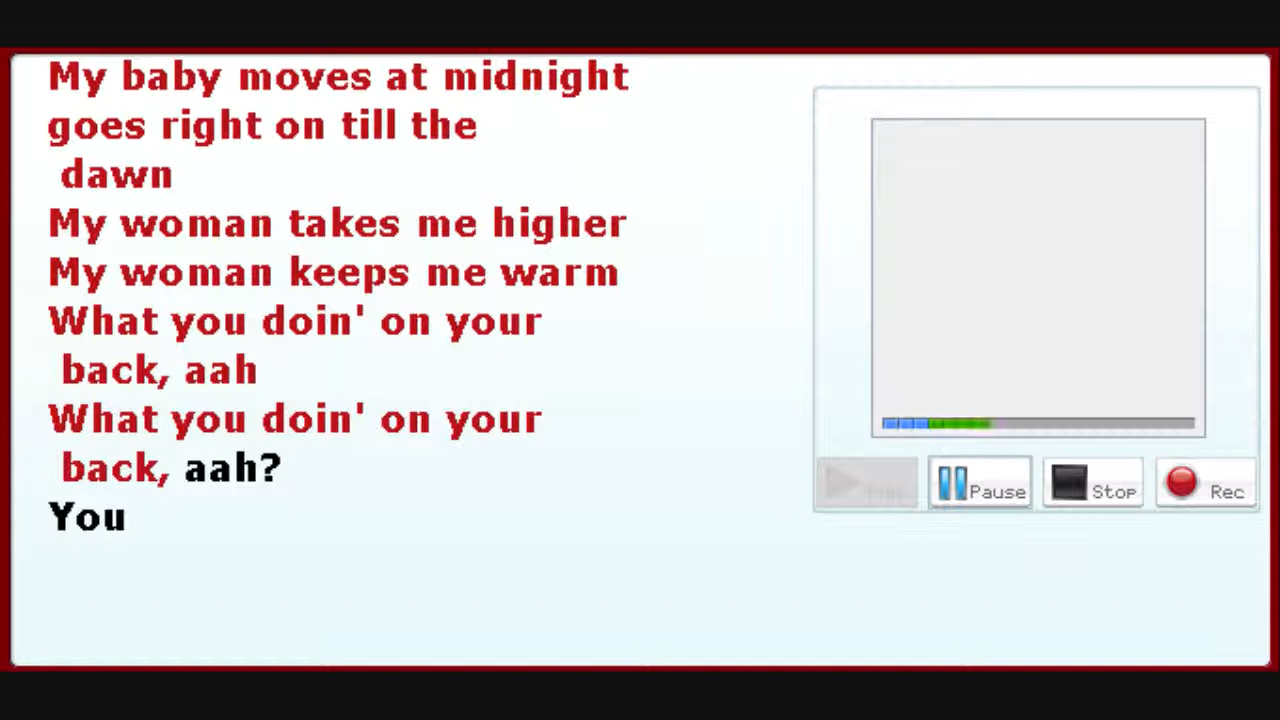 My baby moves at midnight
goes right on till the
dawn
My woman takes me higher
My woman keeps me warm
What you doin' on your
back, aah
What you doin' on your
back, aah?
You
Pause
Stop
Rec